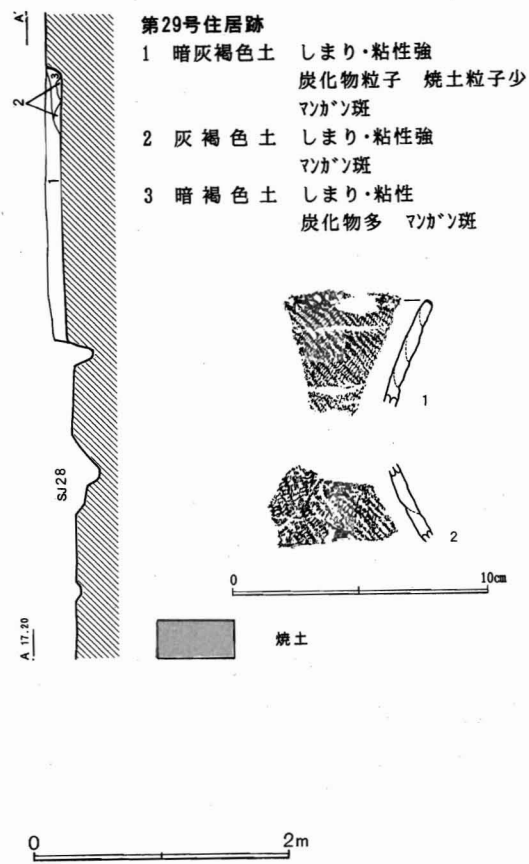 第29号住居跡
1 暗灰褐色土 しまり・粘性強
炭化物粒子 焼土粒子少
マンガン斑
2 灰褐色土 しまり・粘性強
マンガン斑
3 暗褐色土 しまり・粘性
炭化物多 マンガン斑
A'
3
2
1
SJ28
A 17.20
1
2
0 10cm
焼土
0 2m